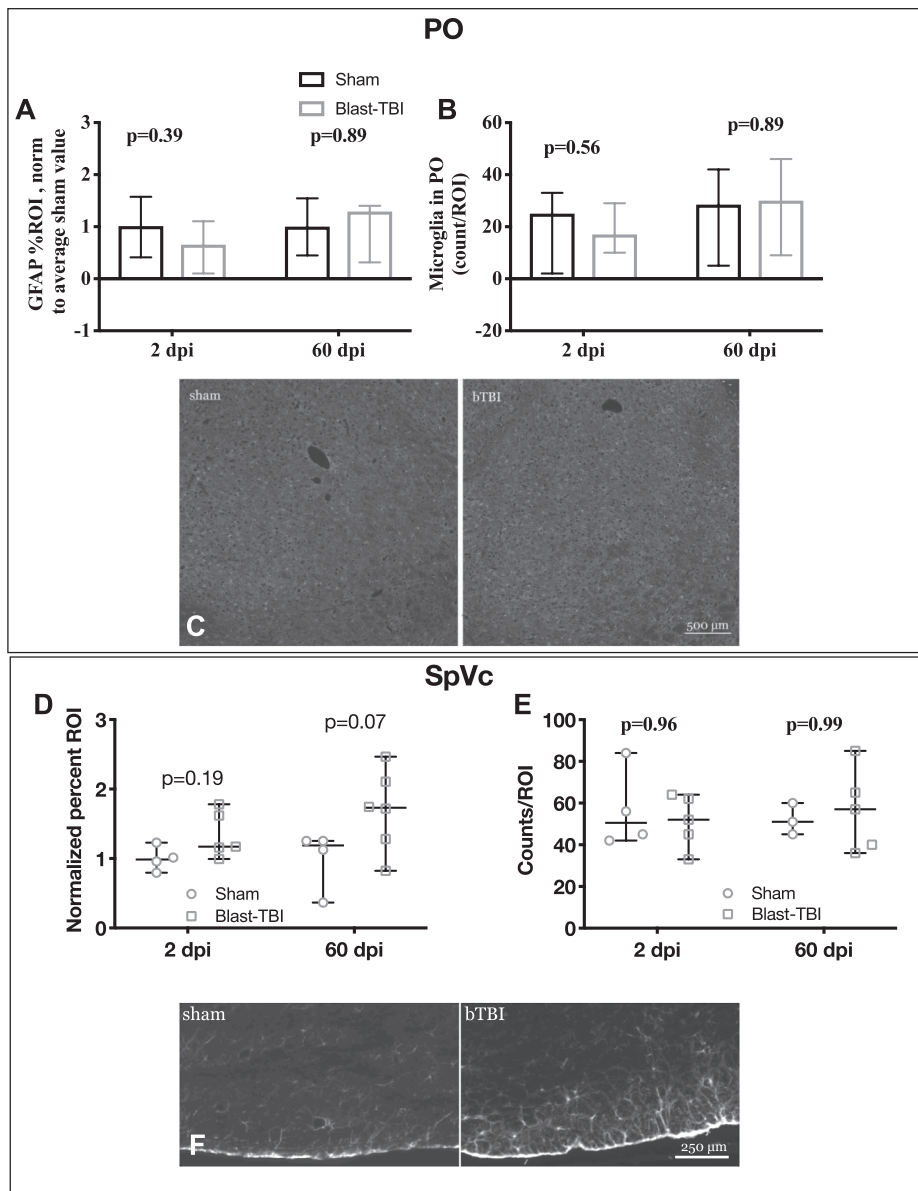 PO
Sham
Blast-TBI
A
GFAP %ROI , norm
to average sham value
3
2
1
0
-1
p=0.39
p=0.89
2 dpi
60 dpi
B
Microglia in PO
(count/ROI)
60
40
20
0
-20
p=0.56
p=0.89
2 dpi
60 dpi
sham
bTBI
C
500 µm
SpVc
D
Normalized percent ROI
3
2
1
0
p=0.19
p=0.07
Sham
Blast-TBI
2 dpi
60 dpi
E
Counts/ROI
100
80
60
40
20
0
p=0.96
p=0.99
Sham
Blast-TBI
2 dpi
60 dpi
sham
bTBI
F
250 µm